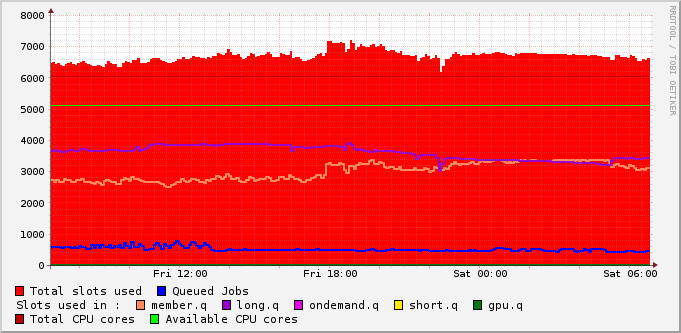 8000
7000
6000
5000
4000
3000
2000
1000
0
Fri 12:00 Fri 18:00 Sat 00:00 Sat 06:00
Total slots used Queued Jobs
Slots used in : member.q long.q ondemand.q short.q gpu.q
Total CPU cores Available CPU cores
RRDTOOL / TOBI OETIKER